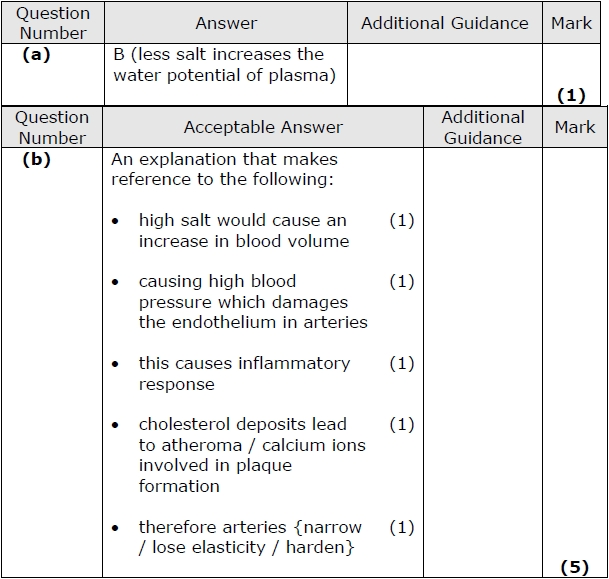 Question Number Answer Additional Guidance Mark
(a) B (less salt increases the
water potential of plasma)
(1)
Question Number Acceptable Answer Additional Guidance Mark
(b) An explanation that makes
reference to the following:
• high salt would cause an (1)
increase in blood volume
• causing high blood (1)
pressure which damages
the endothelium in arteries
• this causes inflammatory (1)
response
• cholesterol deposits lead (1)
to atheroma / calcium ions
involved in plaque
formation
• therefore arteries {narrow (1)
/ lose elasticity / harden}
(5)